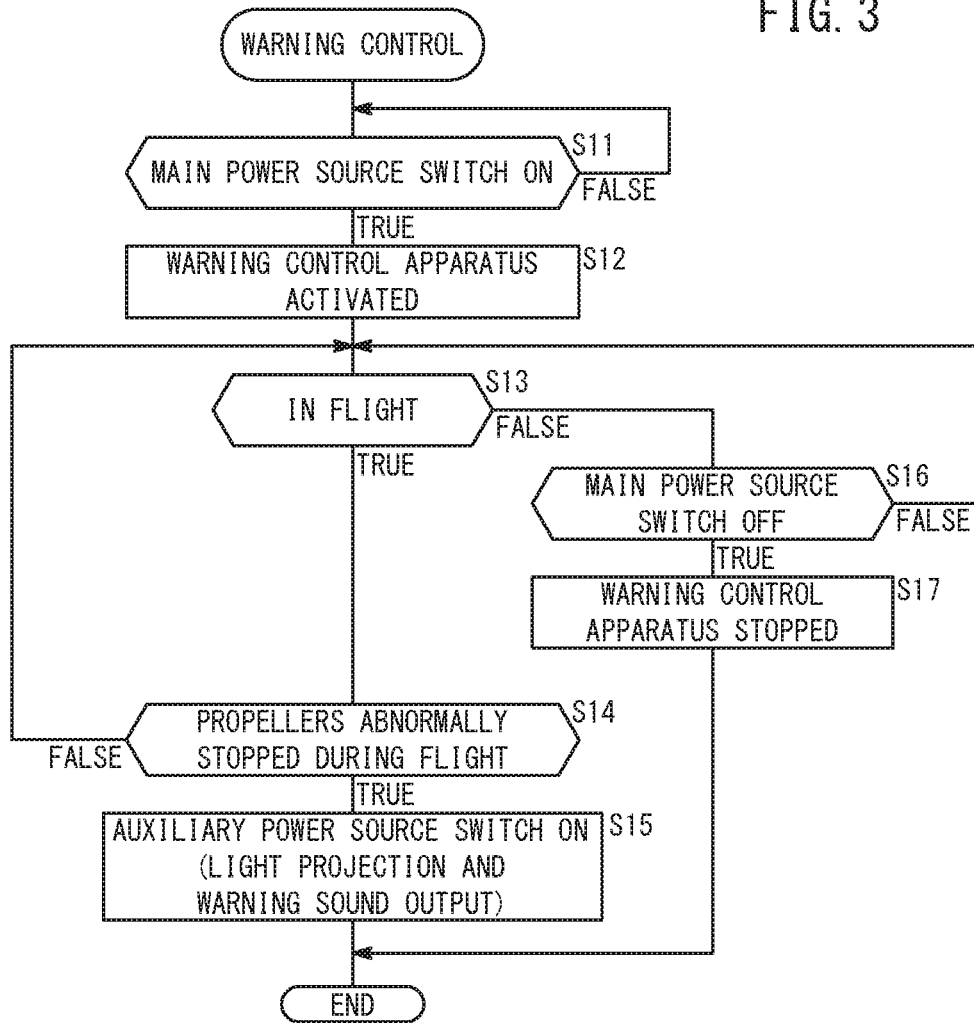 FIG. 3
WARNING CONTROL
S11
MAIN POWER SOURCE SWITCH ON
FALSE
TRUE
WARNING CONTROL APPARATUS
ACTIVATED
S12
S13
IN FLIGHT
FALSE
TRUE
S16
MAIN POWER SOURCE
SWITCH OFF
FALSE
TRUE
WARNING CONTROL
APPARATUS STOPPED
S17
S14
PROPELLERS ABNORMALLY
STOPPED DURING FLIGHT
FALSE
TRUE
AUXILIARY POWER SOURCE SWITCH ON
(LIGHT PROJECTION AND
WARNING SOUND OUTPUT)
S15
END